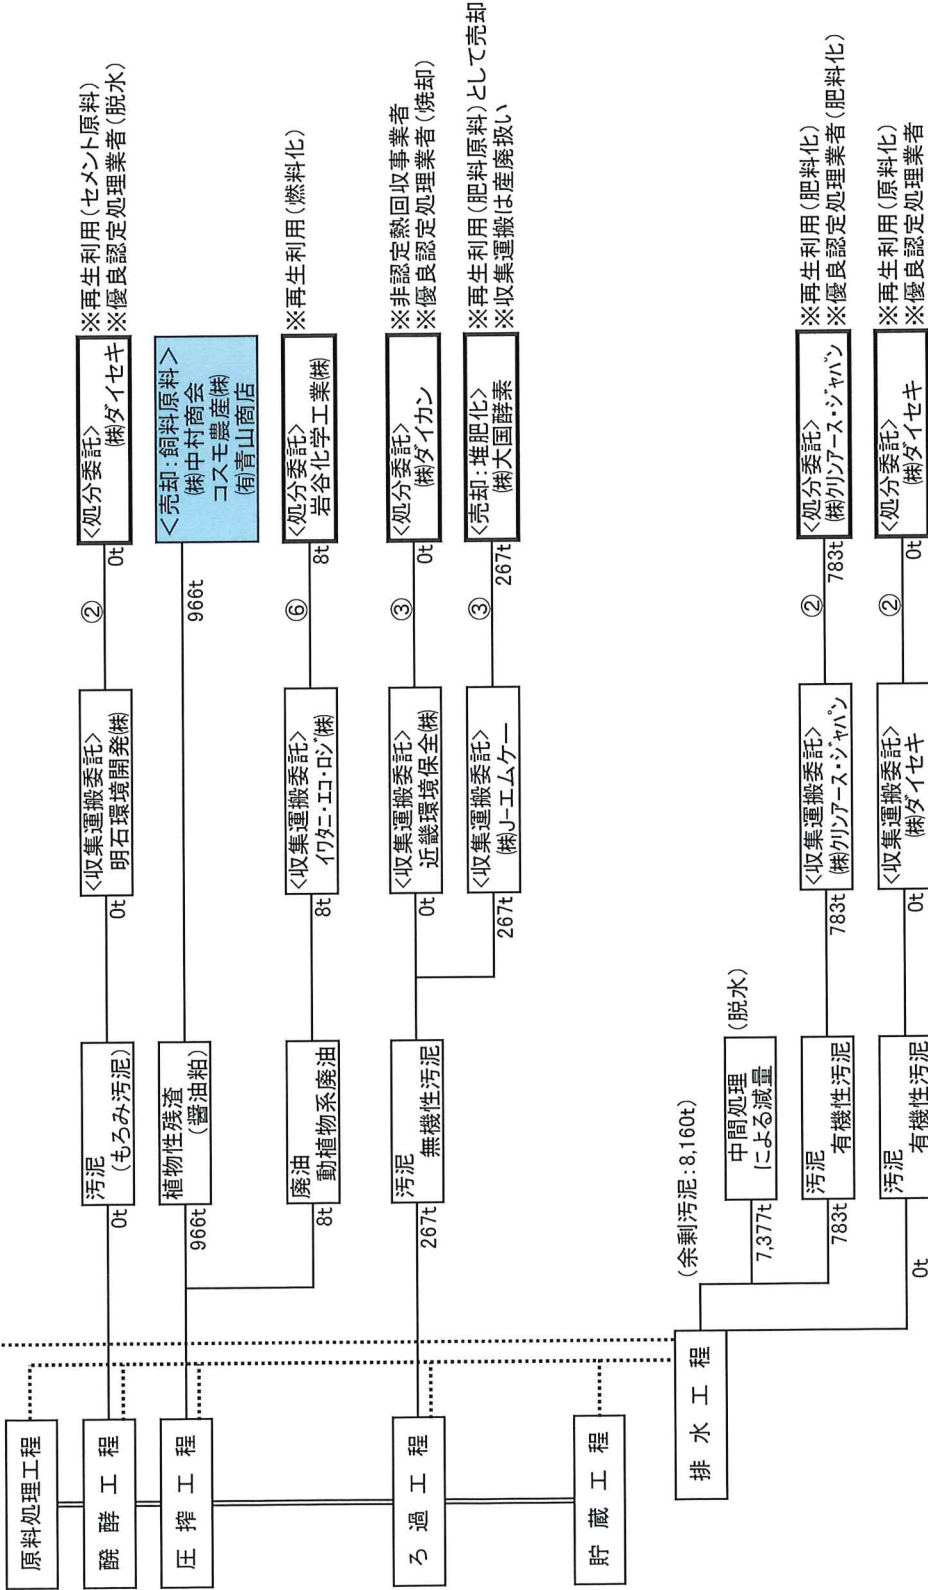 原料処理工程
醗酵工程
0t
汚泥
(もろみ汚泥)
0t
<収集運搬委託>
明石環境開発(株)
②
0t
<処分委託>
(株)ダイセキ
※再生利用(セメント原料)
※優良認定処理業者(脱水)
圧搾工程
966t
植物性残渣
(醤油粕)
966t
<売却:飼料原料>
(株)中村商会
コスモ農産(株)
(有)青山商店
8t
廃油
動植物系廃油
8t
<収集運搬委託>
イワタニ・エコ・ロジ(株)
⑥
8t
<処分委託>
岩谷化学工業(株)
※再生利用(燃料化)
ろ過工程
267t
汚泥
無機性汚泥
0t
<収集運搬委託>
近畿環境保全(株)
③
0t
<処分委託>
(株)ダイカン
※非認定熱回収事業者
※優良認定処理業者(焼却)
267t
<収集運搬委託>
(株)J-エムケー
③
267t
<売却:堆肥化>
(株)大国酵素
※再生利用(肥料原料)として売却
※収集運搬は産廃扱い
貯蔵工程
排水工程
(余剰汚泥:8,160t)
7,377t
中間処理
による減量
(脱水)
783t
汚泥
有機性汚泥
783t
<収集運搬委託>
(株)クリンアース・ジャパン
②
783t
<処分委託>
(株)クリンアース・ジャパン
※再生利用(肥料化)
※優良認定処理業者(肥料化)
0t
汚泥
有機性汚泥
0t
<収集運搬委託>
(株)ダイセキ
②
0t
<処分委託>
(株)ダイセキ
※再生利用(原料化)
※優良認定処理業者